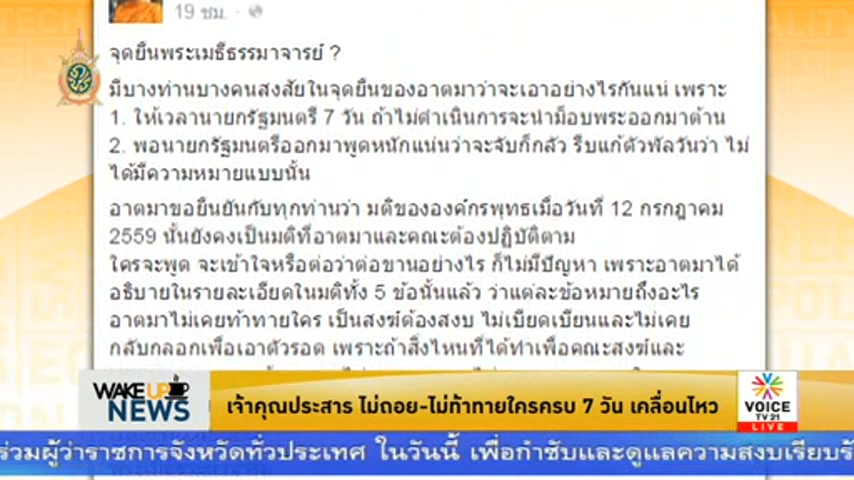 19 ชม. ·
จุดยืนพระเมธีธรรมาจารย์ ?
มีบางท่านบางคนสงสัยในจุดยืนของอาตมาว่าจะเอาอย่างไรกันแน่ เพราะ
1. ให้เวลานายกรัฐมนตรี 7 วัน ถ้าไม่ดำเนินการจะนำม็อบพระออกมาต้าน
2. พอนายกรัฐมนตรีออกมาพูดหนักแน่นว่าจะจับก็กลัว รีบแก้ตัวพัลวันว่า ไม่
ได้มีความหมายแบบนั้น
อาตมาขอยืนยันกับทุกท่านว่า มติขององค์กรพุทธเมื่อวันที่ 12 กรกฎาคม
2559 นั้นยังคงเป็นมติที่อาตมาและคณะต้องปฏิบัติตาม
ใครจะพูด จะเข้าใจหรือต่อว่าต่อขานอย่างไร ก็ไม่มีปัญหา เพราะอาตมาได้
อธิบายในรายละเอียดในมติทั้ง 5 ข้อนั้นแล้ว ว่าแต่ละข้อหมายถึงอะไร
อาตมาไม่เคยท้าทายใคร เป็นสงฆ์ต้องสงบ ไม่เบียดเบียนและไม่เคย
กลับกลอกเพื่อเอาตัวรอด เพราะถ้าสิ่งไหนที่ได้ทำเพื่อคณะสงฆ์และ
WAKE UP
NEWS
เจ้าคุณประสาร ไม่ถอย-ไม่ท้าทายใครครบ 7 วัน เคลื่อนไหว
VOICE
TV 21
LIVE
ร่วมผู้ว่าราชการจังหวัดทั่วประเทศ ในวันนี้ เพื่อกำชับและดูแลความสงบเรียบร้